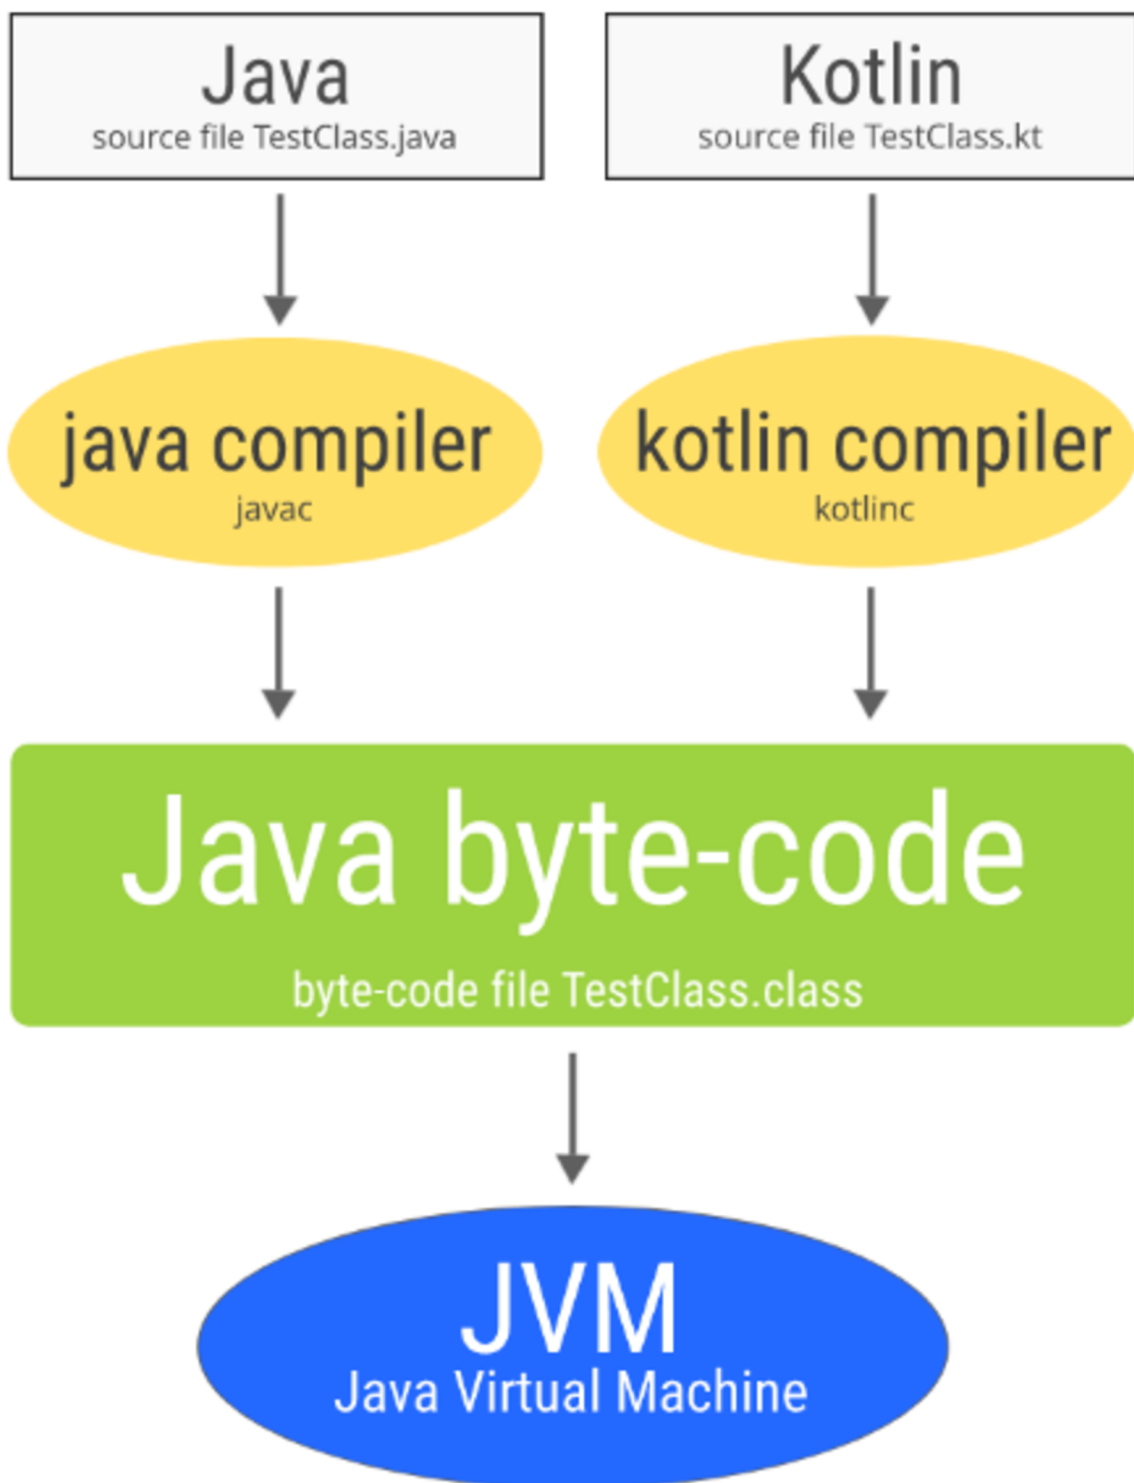 Java
source file TestClass.java
Kotlin
source file TestClass.kt
java compiler
javac
kotlin compiler
kotlinc
Java byte-code
byte-code file TestClass.class
JVM
Java Virtual Machine